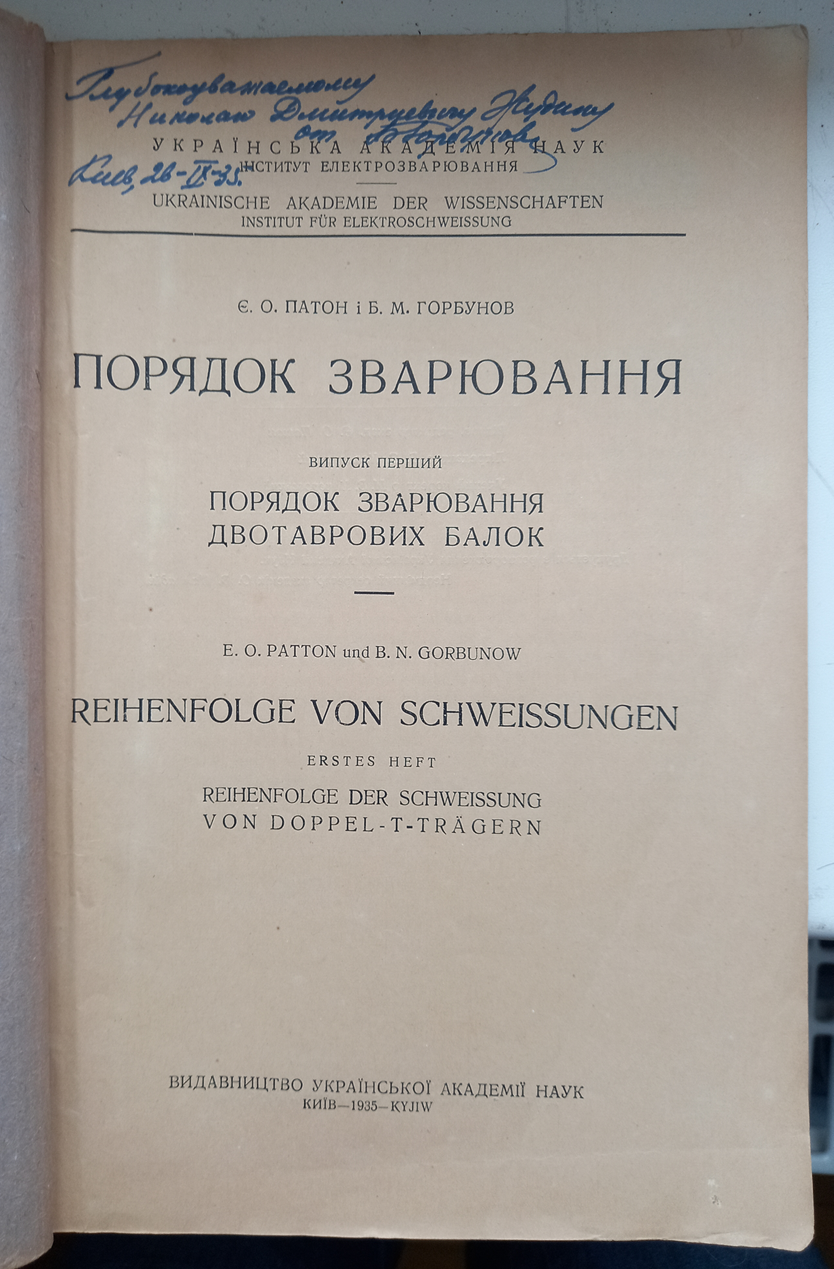 Глубокоуважаемому
Николаю Дмитриевичу Жудину
от Б Горбунова
Киев, 26-IX-35.
УКРАЇНСЬКА АКАДЕМІЯ НАУК
ІНСТИТУТ ЕЛЕКТРОЗВАРЮВАННЯ
UKRAINISCHE AKADEMIE DER WISSENSCHAFTEN
INSTITUT FÜR ELEKTROSCHWEISSUNG
Є. О. ПАТОН і Б. М. ГОРБУНОВ
ПОРЯДОК ЗВАРЮВАННЯ
ВИПУСК ПЕРШИЙ
ПОРЯДОК ЗВАРЮВАННЯ
ДВОТАВРОВИХ БАЛОК
E. O. PATTON und B. N. GORBUNOW
REIHENFOLGE VON SCHWEISSUNGEN
ERSTES HEFT
REIHENFOLGE DER SCHWEISSUNG
VON DOPPEL-T-TRÄGERN
ВИДАВНИЦТВО УКРАЇНСЬКОЇ АКАДЕМІЇ НАУК
КИЇВ—1935—KYJIW